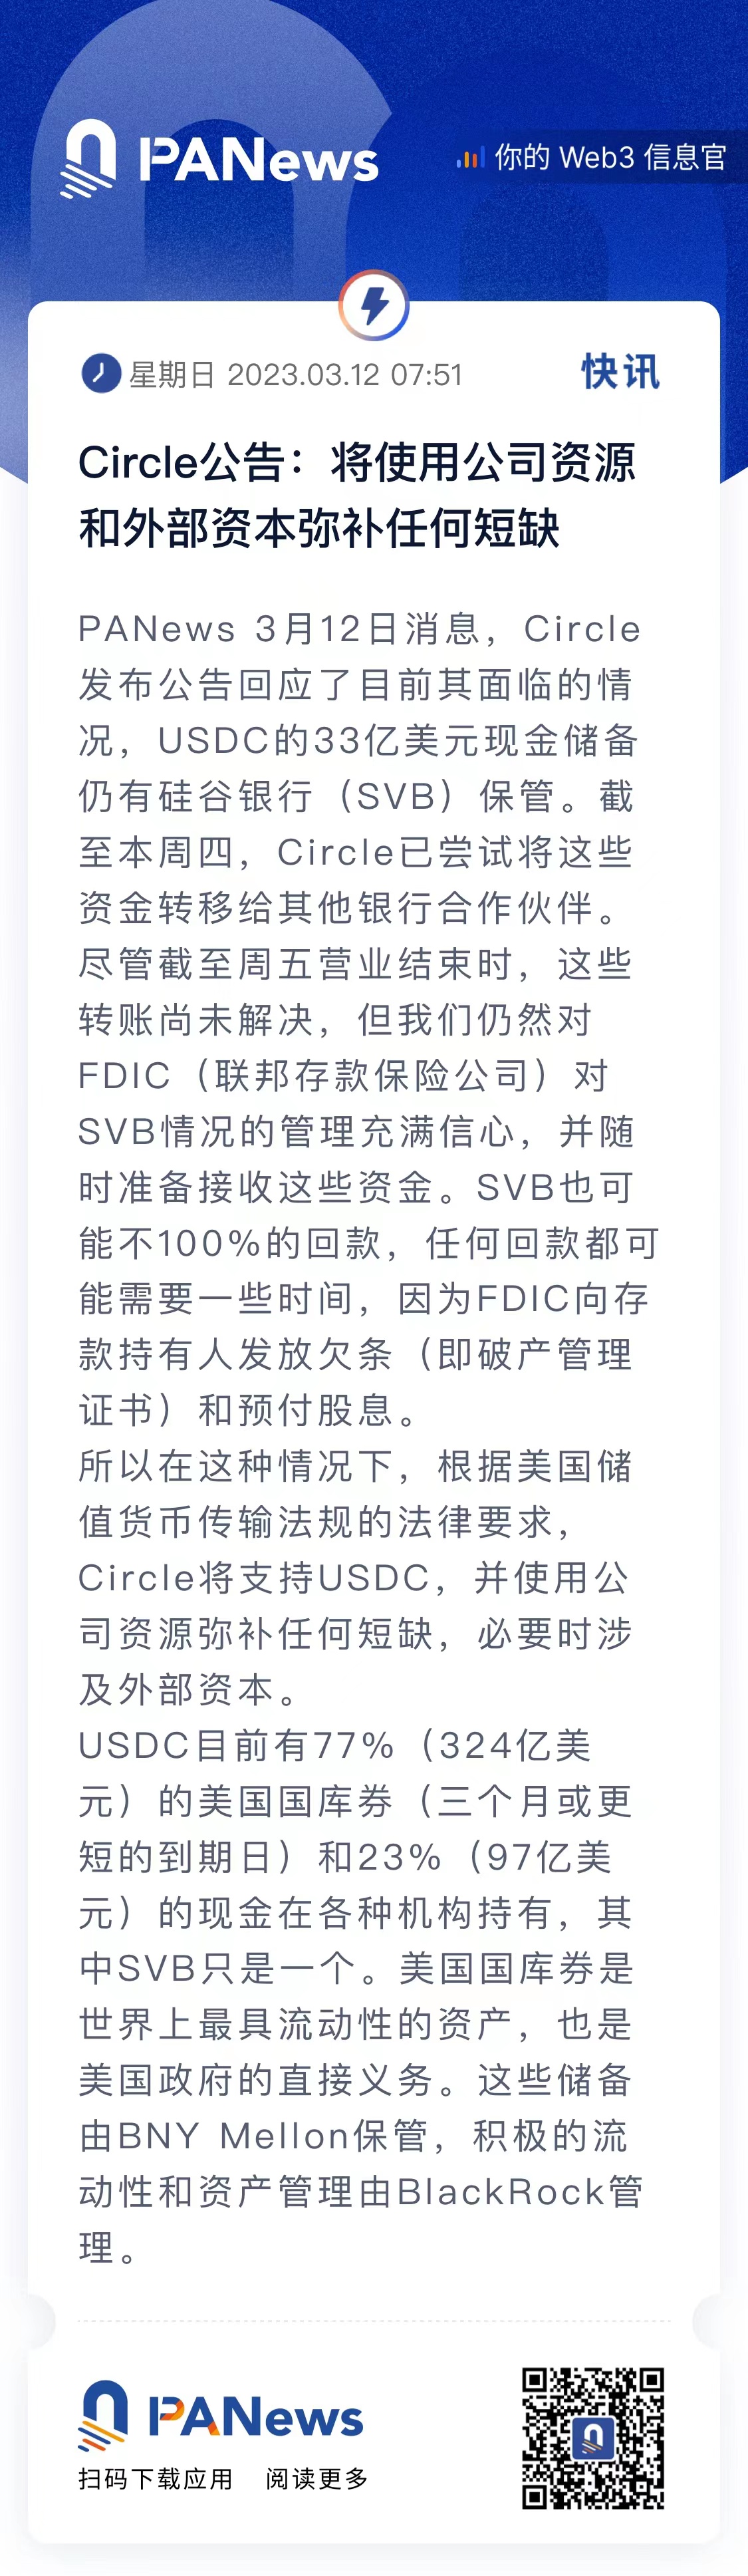 PANews
你的 Web3 信息官
星期日 2023.03.12 07:51
快讯
Circle公告：将使用公司资源
和外部资本弥补任何短缺
PANews 3月12日消息，Circle
发布公告回应了目前其面临的情
况，USDC的33亿美元现金储备
仍有硅谷银行（SVB）保管。截
至本周四，Circle已尝试将这些
资金转移给其他银行合作伙伴。
尽管截至周五营业结束时，这些
转账尚未解决，但我们仍然对
FDIC（联邦存款保险公司）对
SVB情况的管理充满信心，并随
时准备接收这些资金。SVB也可
能不100%的回款，任何回款都可
能需要一些时间，因为FDIC向存
款持有人发放欠条（即破产管理
证书）和预付股息。
所以在这种情况下，根据美国储
值货币传输法规的法律要求，
Circle将支持USDC，并使用公
司资源弥补任何短缺，必要时涉
及外部资本。
USDC目前有77%（324亿美
元）的美国国库券（三个月或更
短的到期日）和23%（97亿美
元）的现金在各种机构持有，其
中SVB只是一个。美国国库券是
世界上最具流动性的资产，也是
美国政府的直接义务。这些储备
由BNY Mellon保管，积极的流
动性和资产管理由BlackRock管
理。
PANews
扫码下载应用 阅读更多